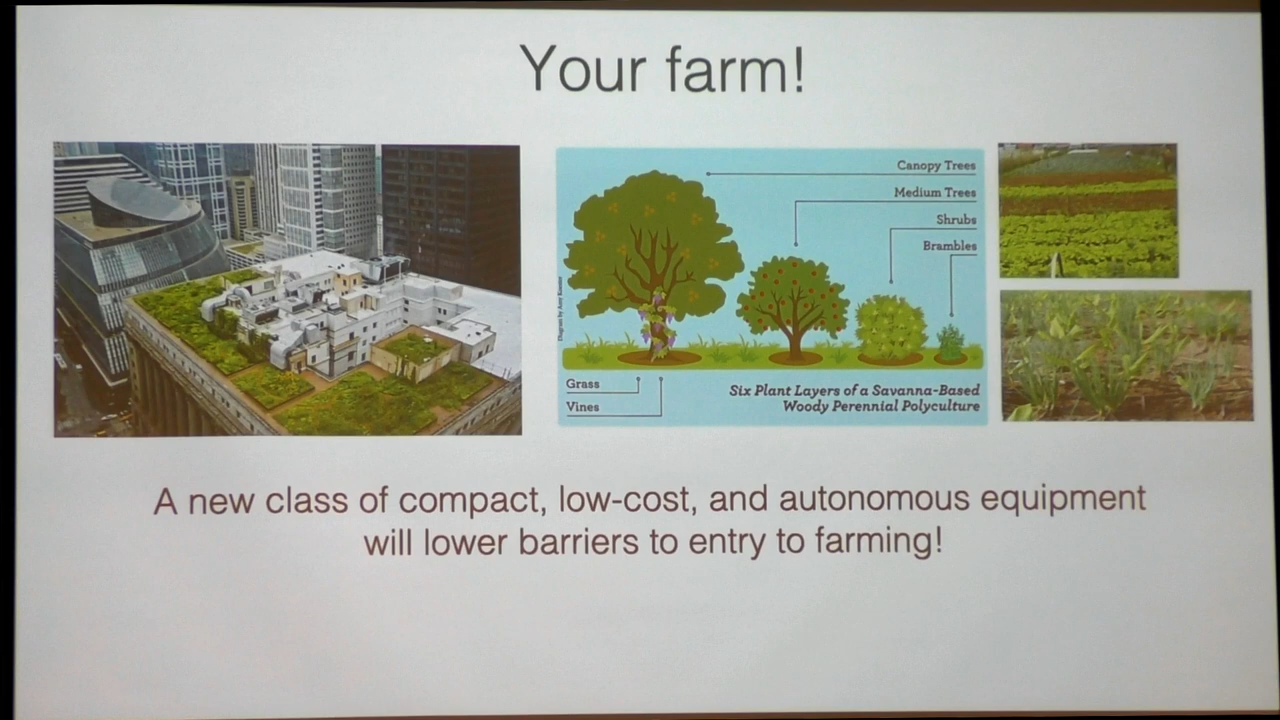 Your farm!
Canopy Trees
Medium Trees
Shrubs
Brambles
Grass
Vines
Six Plant Layers of a Savanna-Based
Woody Perennial Polyculture
A new class of compact, low-cost, and autonomous equipment
will lower barriers to entry to farming!